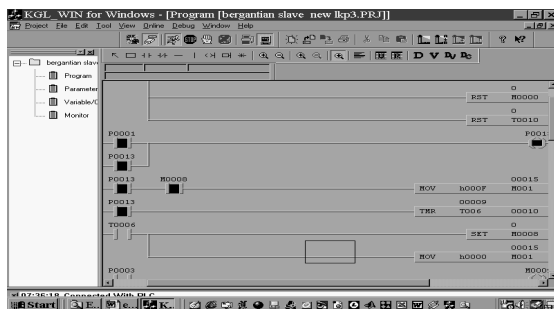 KGL_WIN for Windows - [Program [bergantian slave new lkp3.PRJ]]
Project File Edit Tool View Online Debug Window Help
D V
bergantian slav
Program
Parameter
Variable/
Monitor
0
RST M0000
0
RST T0010
P0001 P001
P0013
P0013 M0008 00015
MOV h000F M001
P0013 00009
TMR T006 00010
T0006 0
SET M0008
00015
MOV h0000 M001
P0003 M000
07:36:18 Connected With PLC
Start E.. e... K..